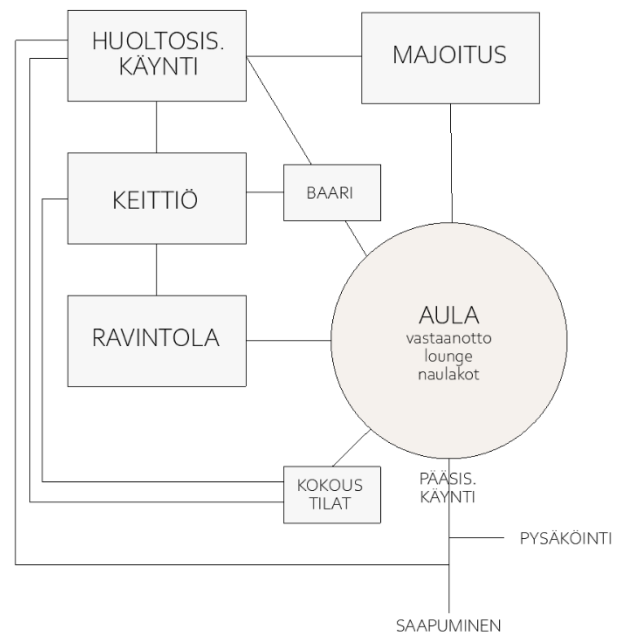 HUOLTOSIS.
KÄYNTI
MAJOITUS
KEITTIÖ
BAARI
RAVINTOLA
AULA
vastaanotto
lounge
naulakot
KOKOUS
TILAT
PÄÄSIS.
KÄYNTI
PYSÄKÖINTI
SAAPUMINEN